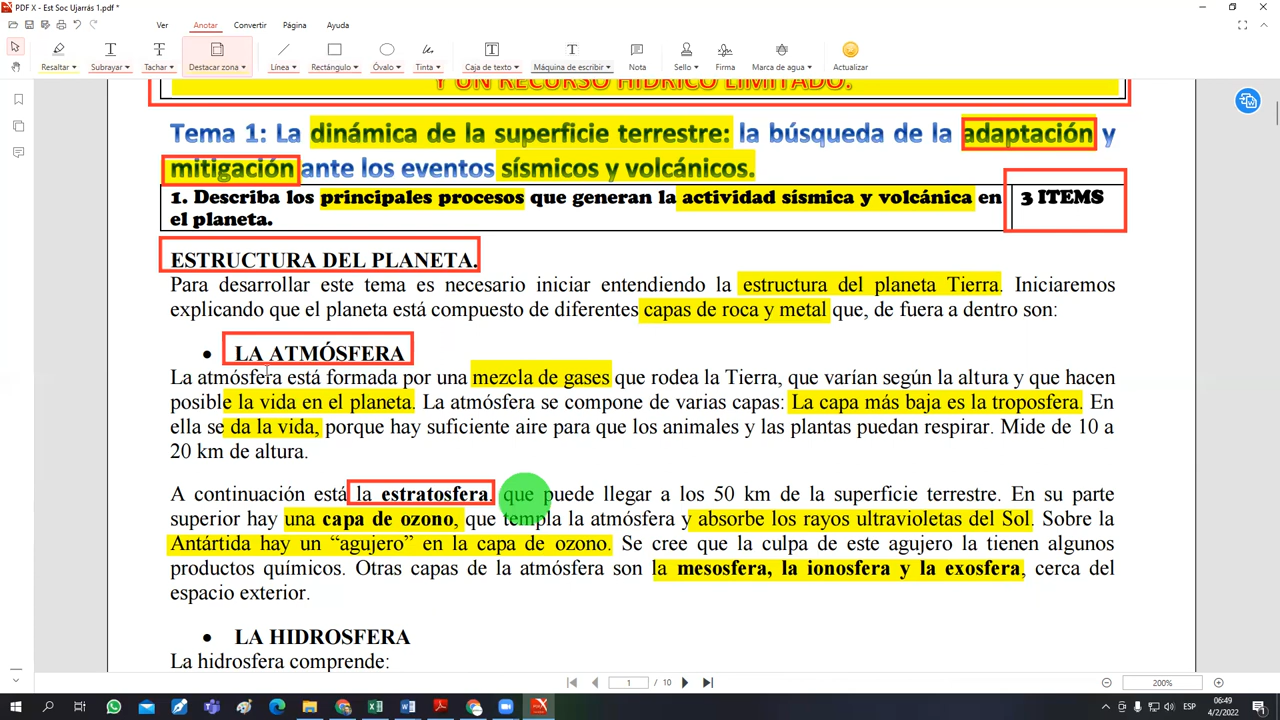 PDF X - Est Soc Ujarrás 1.pdf *
Ver Anotar Convertir Página Ayuda
Resaltar Subrayar Tachar Destacar zona Línea Rectángulo Óvalo Tinta Caja de texto Máquina de escribir Nota Sello Firma Marca de agua Actualizar
Y UN RECURSO HÍDRICO LIMITADO.
Tema 1: La dinámica de la superficie terrestre: la búsqueda de la adaptación y
mitigación ante los eventos sísmicos y volcánicos.
1. Describa los principales procesos que generan la actividad sísmica y volcánica en
el planeta.
3 ITEMS
ESTRUCTURA DEL PLANETA.
Para desarrollar este tema es necesario iniciar entendiendo la estructura del planeta Tierra. Iniciaremos
explicando que el planeta está compuesto de diferentes capas de roca y metal que, de fuera a dentro son:
• LA ATMÓSFERA
La atmósfera está formada por una mezcla de gases que rodea la Tierra, que varían según la altura y que hacen
posible la vida en el planeta. La atmósfera se compone de varias capas: La capa más baja es la troposfera. En
ella se da la vida, porque hay suficiente aire para que los animales y las plantas puedan respirar. Mide de 10 a
20 km de altura.
A continuación está la estratosfera, que puede llegar a los 50 km de la superficie terrestre. En su parte
superior hay una capa de ozono, que templa la atmósfera y absorbe los rayos ultravioletas del Sol. Sobre la
Antártida hay un “agujero” en la capa de ozono. Se cree que la culpa de este agujero la tienen algunos
productos químicos. Otras capas de la atmósfera son la mesosfera, la ionosfera y la exosfera, cerca del
espacio exterior.
• LA HIDROSFERA
La hidrosfera comprende:
1 / 10
200%
ESP
06:49
4/2/2022